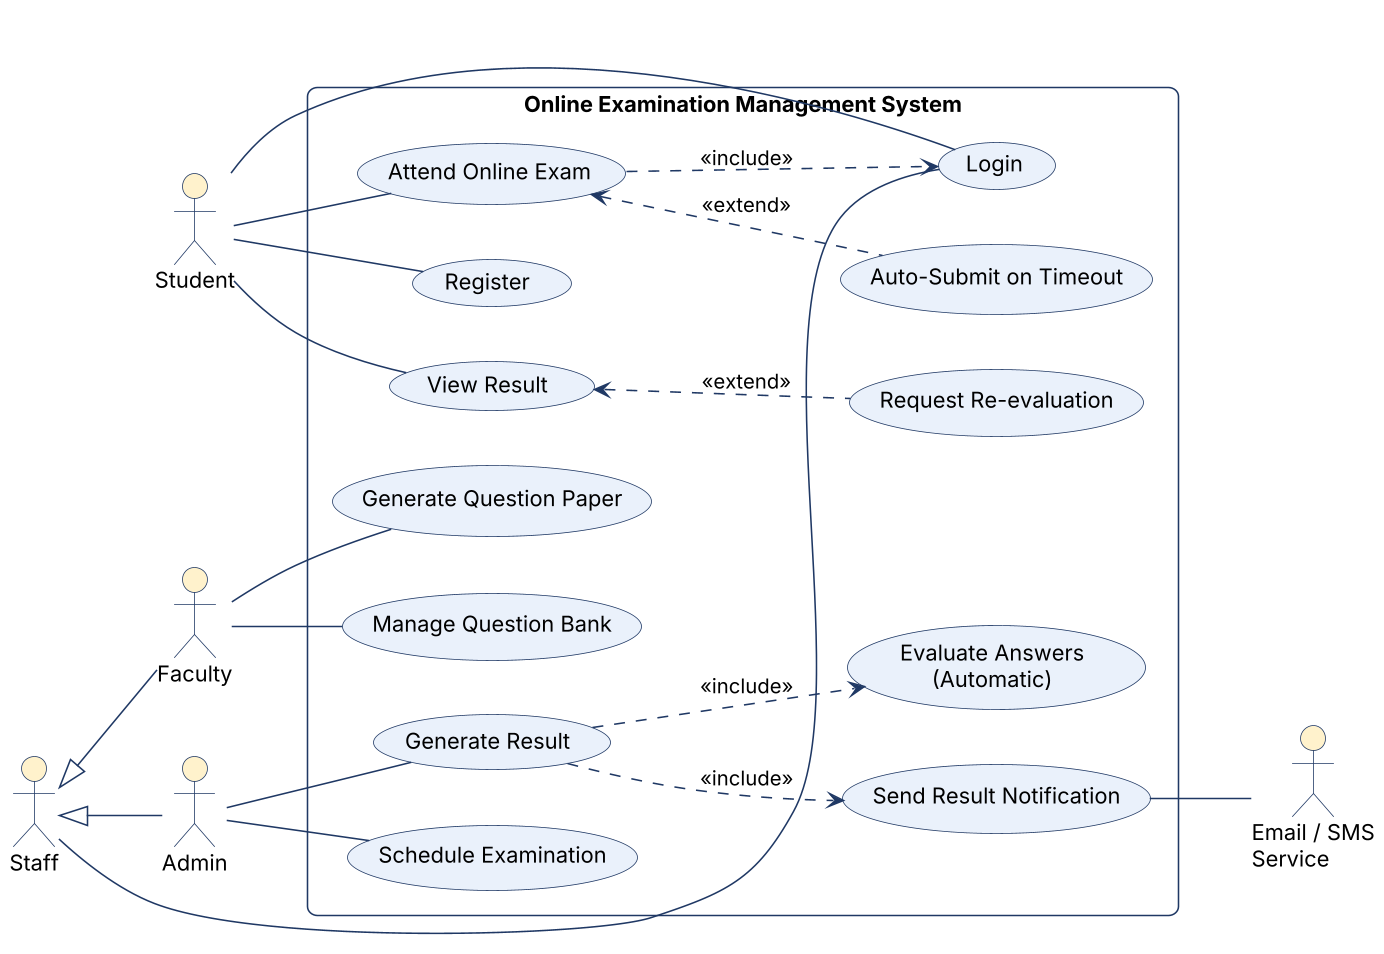 Online Examination Management System
Attend Online Exam
«include»
Login
«extend»
Student
Register
Auto-Submit on Timeout
View Result
«extend»
Request Re-evaluation
Generate Question Paper
Manage Question Bank
Faculty
Evaluate Answers
(Automatic)
«include»
Generate Result
«include»
Send Result Notification
Email / SMS
Service
Staff
Admin
Schedule Examination